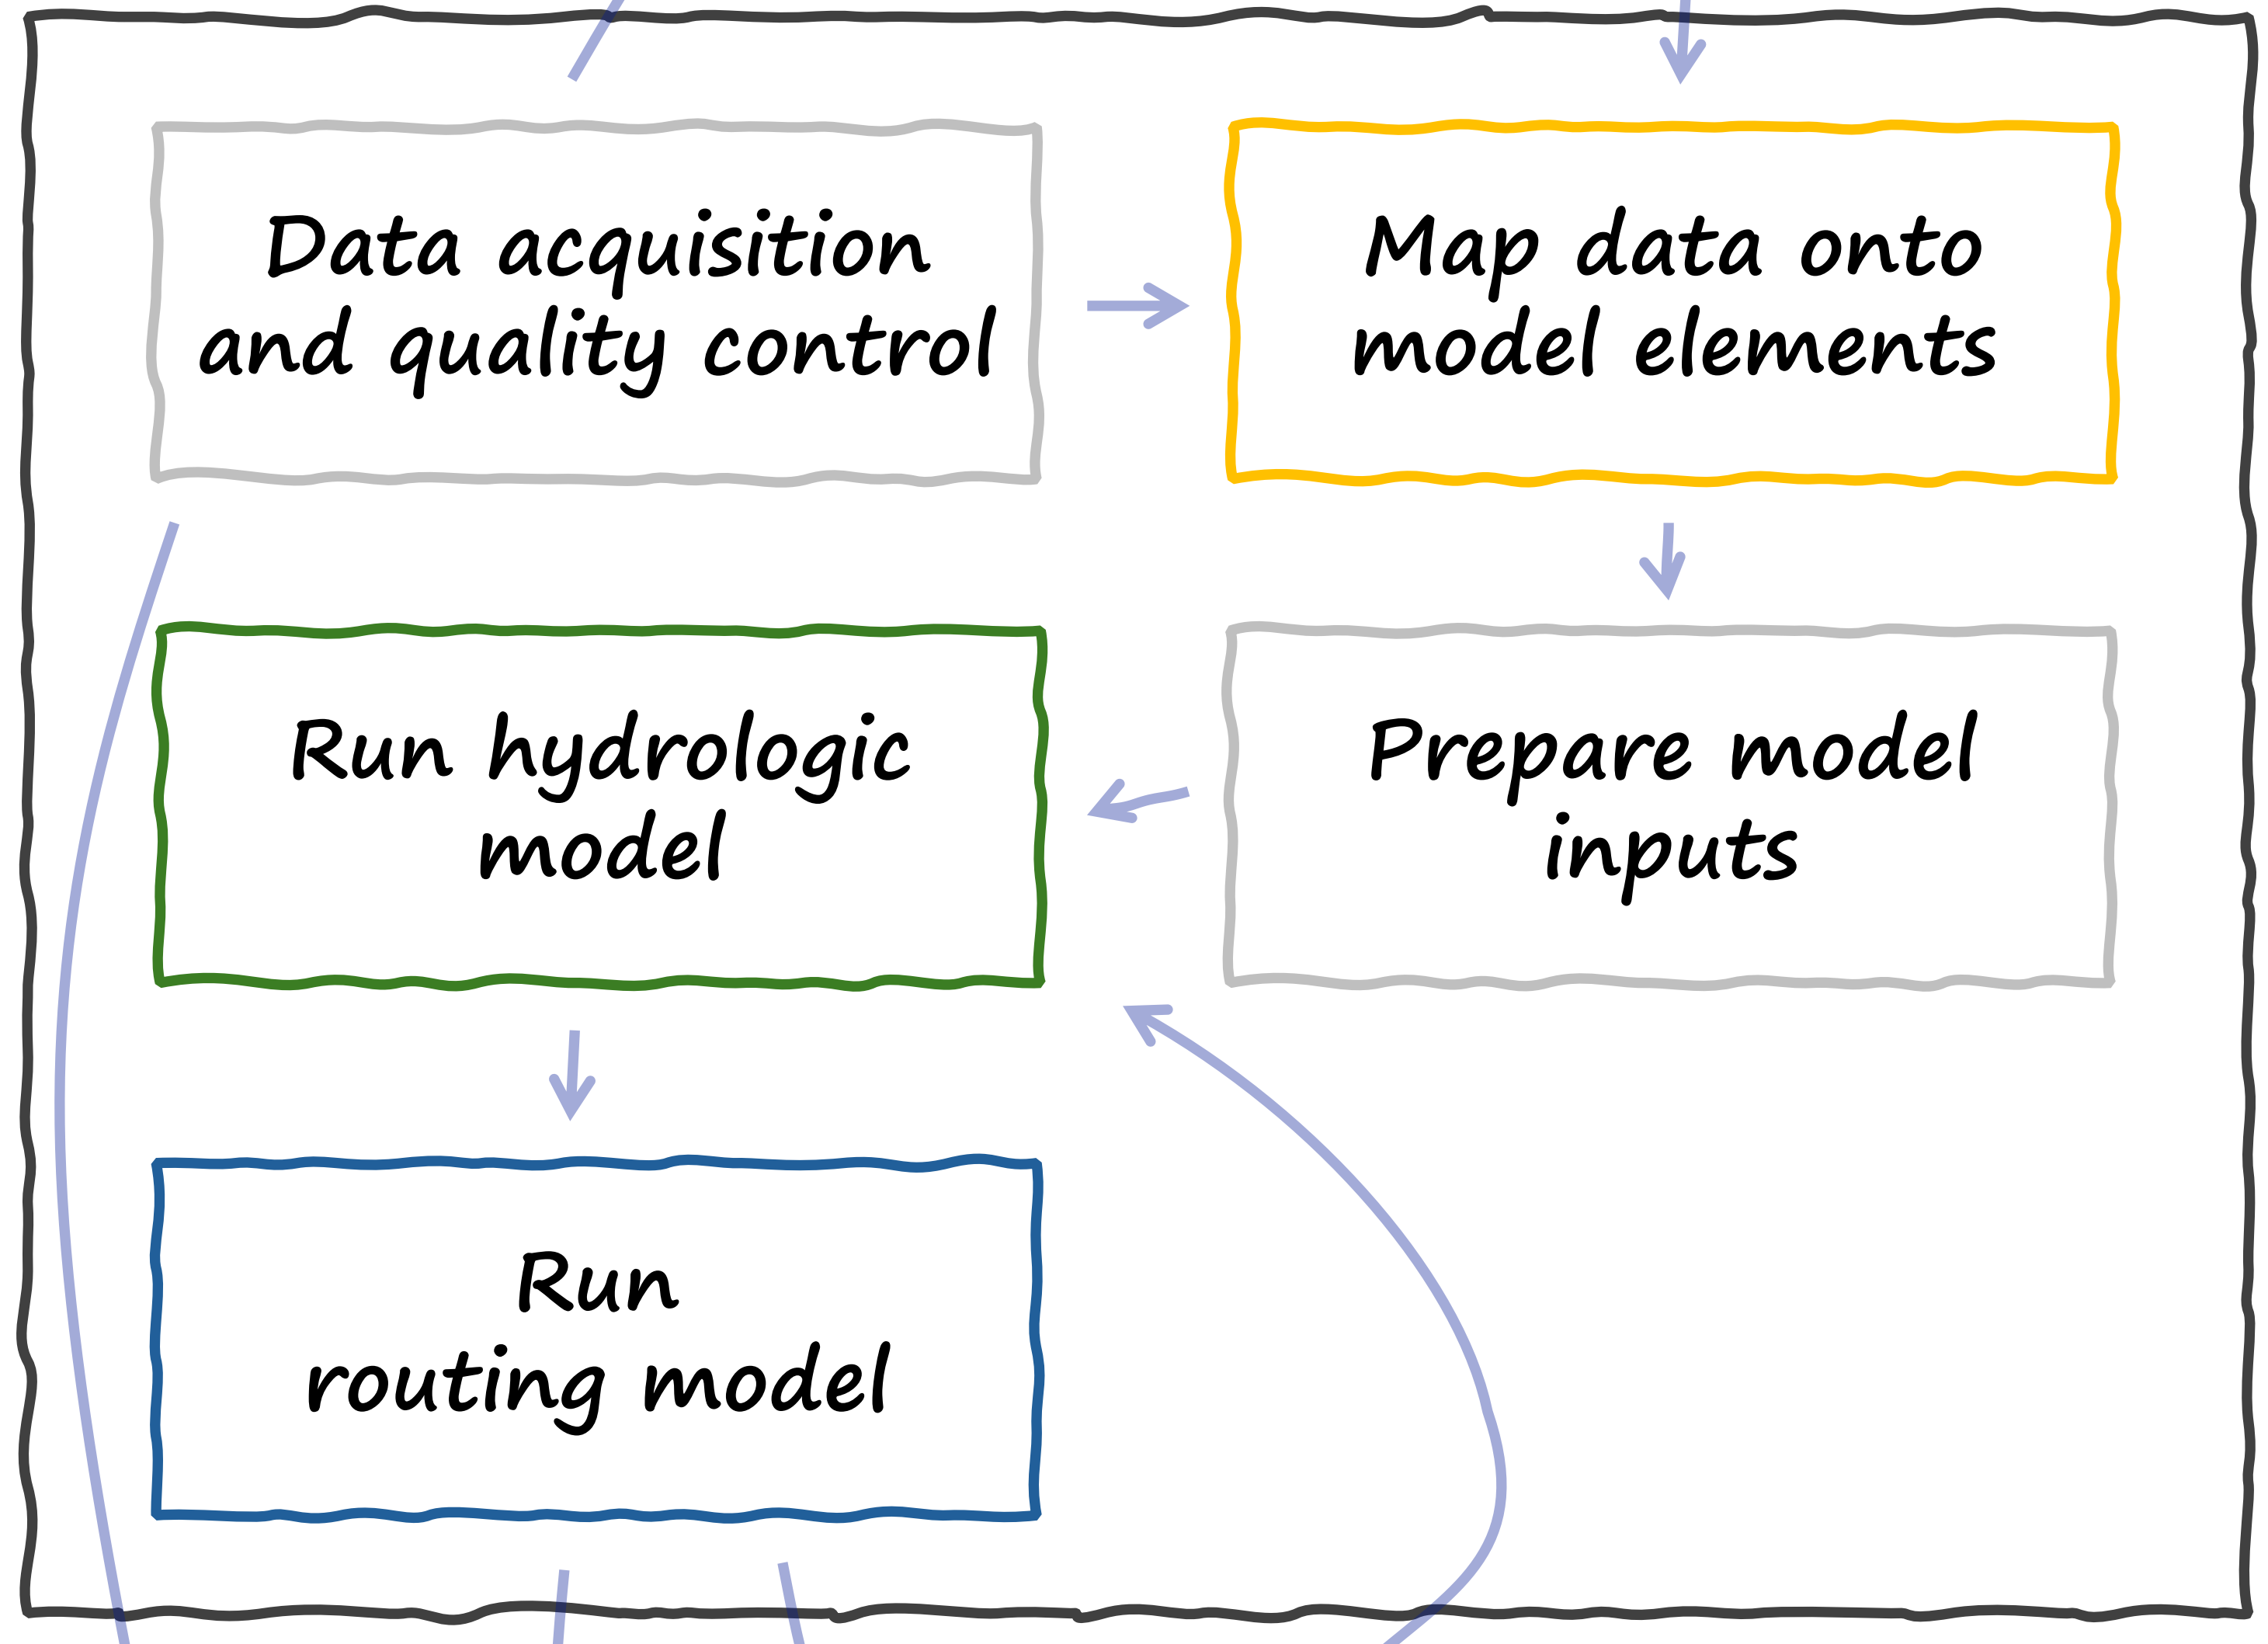 Data acquisition
and quality control
Map data onto
model elements
Run hydrologic
model
Prepare model
inputs
Run
routing model